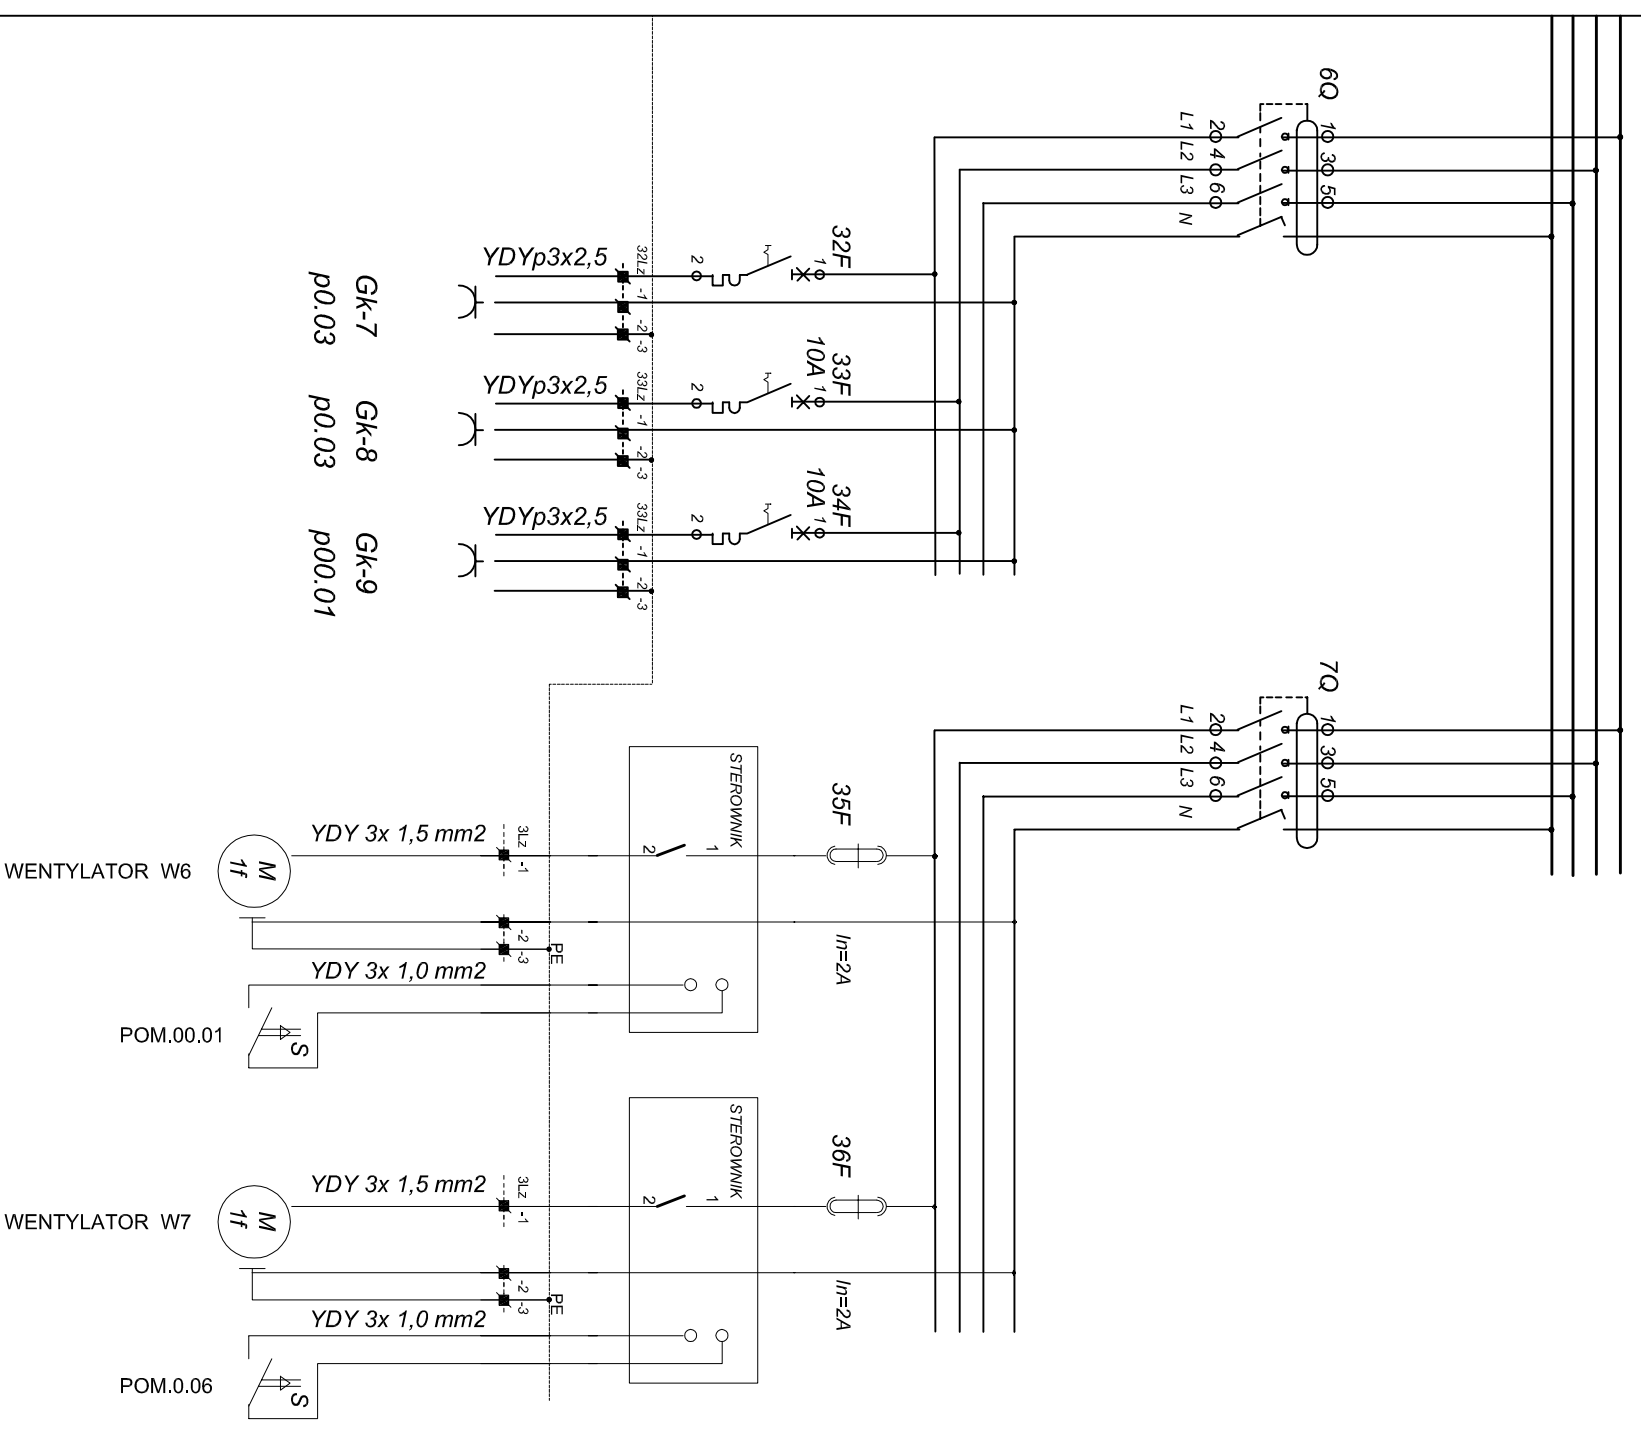 6Q
1
3
5
2
4
6
L1
L2
L3
N
32F
1
2
YDYp3x2,5
32Lz
-1
-2
-3
Gk-7
p0.03
33F
10A
1
2
YDYp3x2,5
33Lz
-1
-2
-3
Gk-8
p0.03
34F
10A
1
2
YDYp3x2,5
33Lz
-1
-2
-3
Gk-9
p00.01
7Q
1
3
5
2
4
6
L1
L2
L3
N
35F
In=2A
STEROWNIK
1
2
YDY 3x 1,5 mm2
3Lz
-1
-2
-3
PE
M
1f
WENTYLATOR W6
YDY 3x 1,0 mm2
POM.00.01
S
36F
In=2A
STEROWNIK
1
2
YDY 3x 1,5 mm2
3Lz
-1
-2
-3
PE
M
1f
WENTYLATOR W7
YDY 3x 1,0 mm2
POM.0.06
S